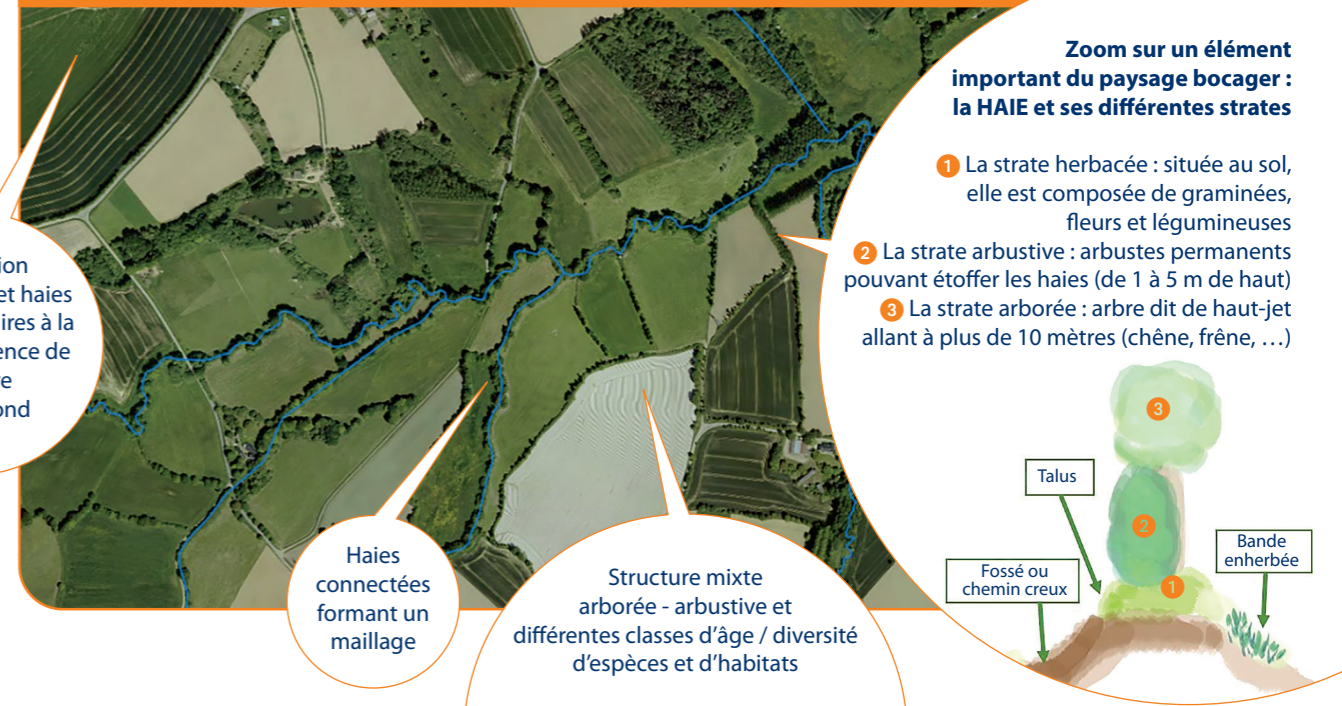 Zoom sur un élément
important du paysage bocager :
la HAIE et ses différentes strates
1 La strate herbacée : située au sol,
elle est composée de graminées,
fleurs et légumineuses
2 La strate arbustive : arbustes permanents
pouvant étoffer les haies (de 1 à 5 m de haut)
3 La strate arborée : arbre dit de haut-jet
allant à plus de 10 mètres (chêne, frêne, …)
3
2
1
Talus
Fossé ou
chemin creux
Bande
enherbée
et haies
à la
de
Haies
connectées
formant un
maillage
Structure mixte
arborée - arbustive et
différentes classes d'âge / diversité
d'espèces et d'habitats